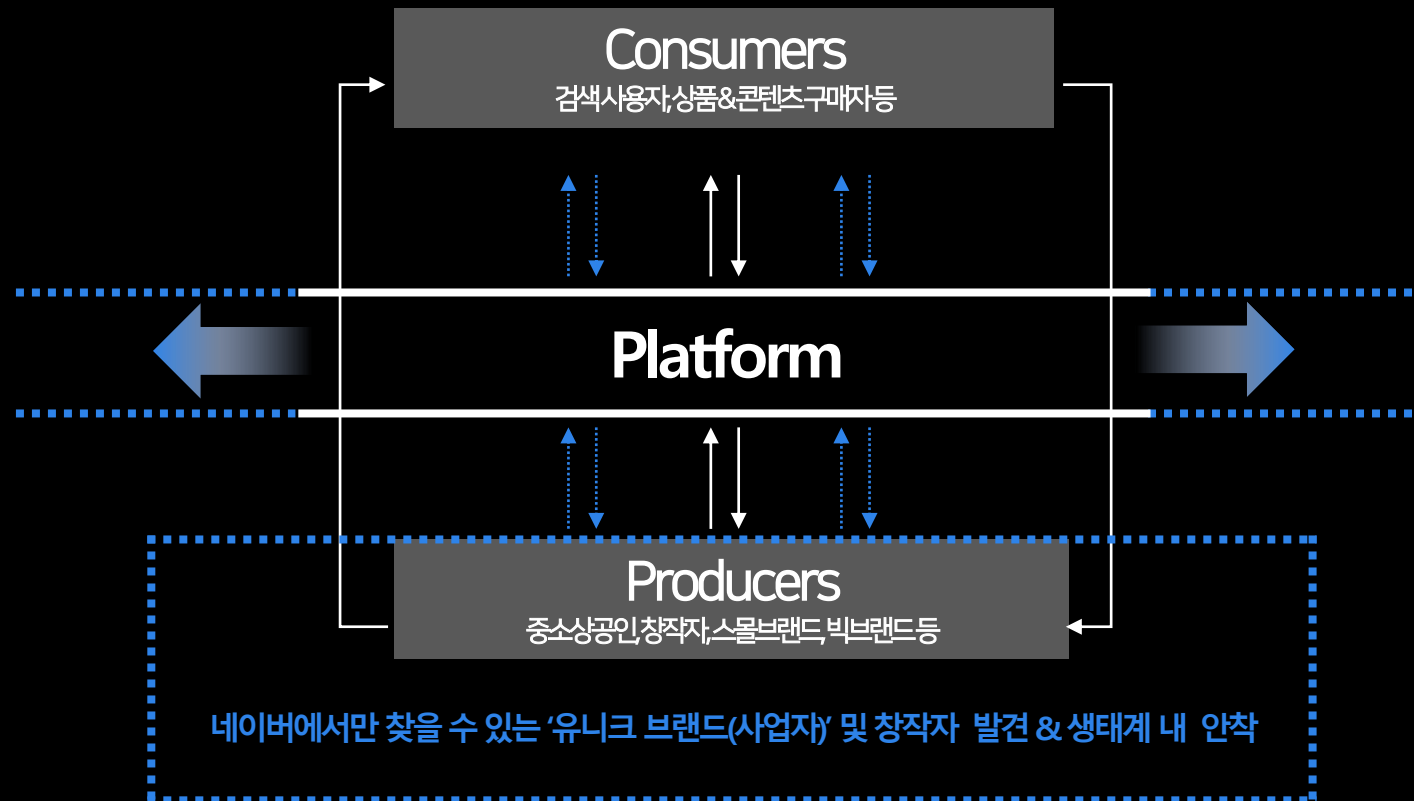 Consumers
검색 사용자, 상품&콘텐츠 구매자 등
Platform
Producers
중소상공인, 창작자, 스몰브랜드, 빅브랜드 등
네이버에서만 찾을 수 있는 ‘유니크 브랜드(사업자)’ 및 창작자 발견 & 생태계 내 안착